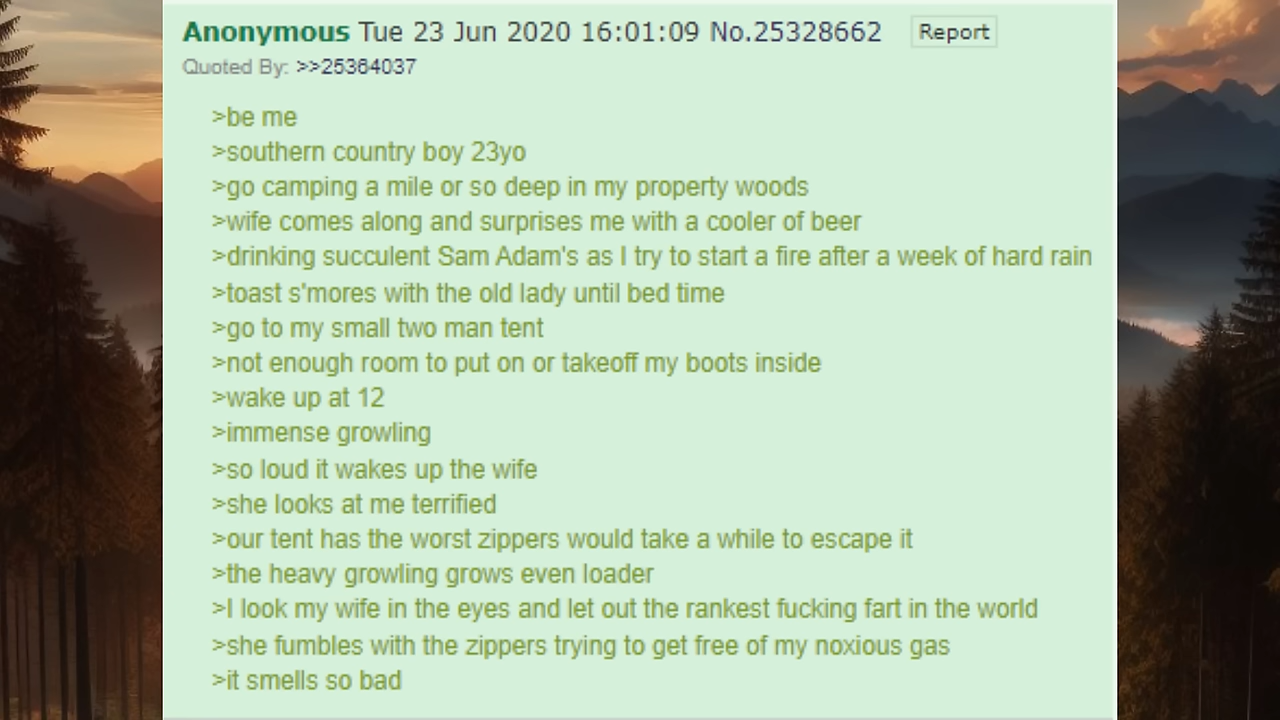 Anonymous Tue 23 Jun 2020 16:01:09 No.25328662 Report
Quoted By: >>25364037
>be me
>southern country boy 23yo
>go camping a mile or so deep in my property woods
>wife comes along and surprises me with a cooler of beer
>drinking succulent Sam Adam's as I try to start a fire after a week of hard rain
>toast s'mores with the old lady until bed time
>go to my small two man tent
>not enough room to put on or takeoff my boots inside
>wake up at 12
>immense growling
>so loud it wakes up the wife
>she looks at me terrified
>our tent has the worst zippers would take a while to escape it
>the heavy growling grows even loader
>I look my wife in the eyes and let out the rankest fucking fart in the world
>she fumbles with the zippers trying to get free of my noxious gas
>it smells so bad